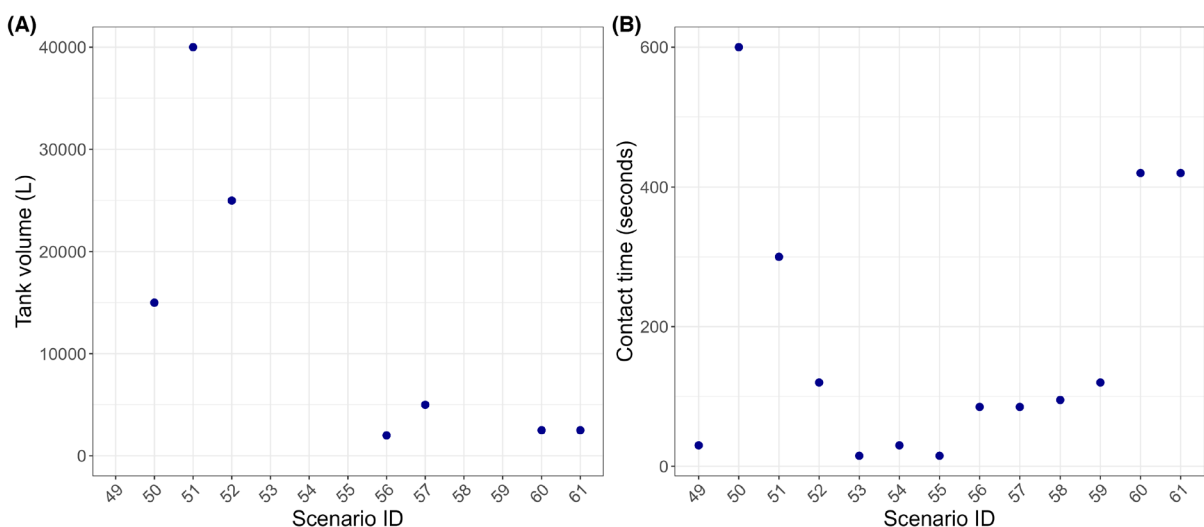 (A)
Tank volume (L)
40000
30000
20000
10000
0
49 50 51 52 53 54 55 56 57 58 59 60 61
Scenario ID
(B)
Contact time (seconds)
600
400
200
0
49 50 51 52 53 54 55 56 57 58 59 60 61
Scenario ID